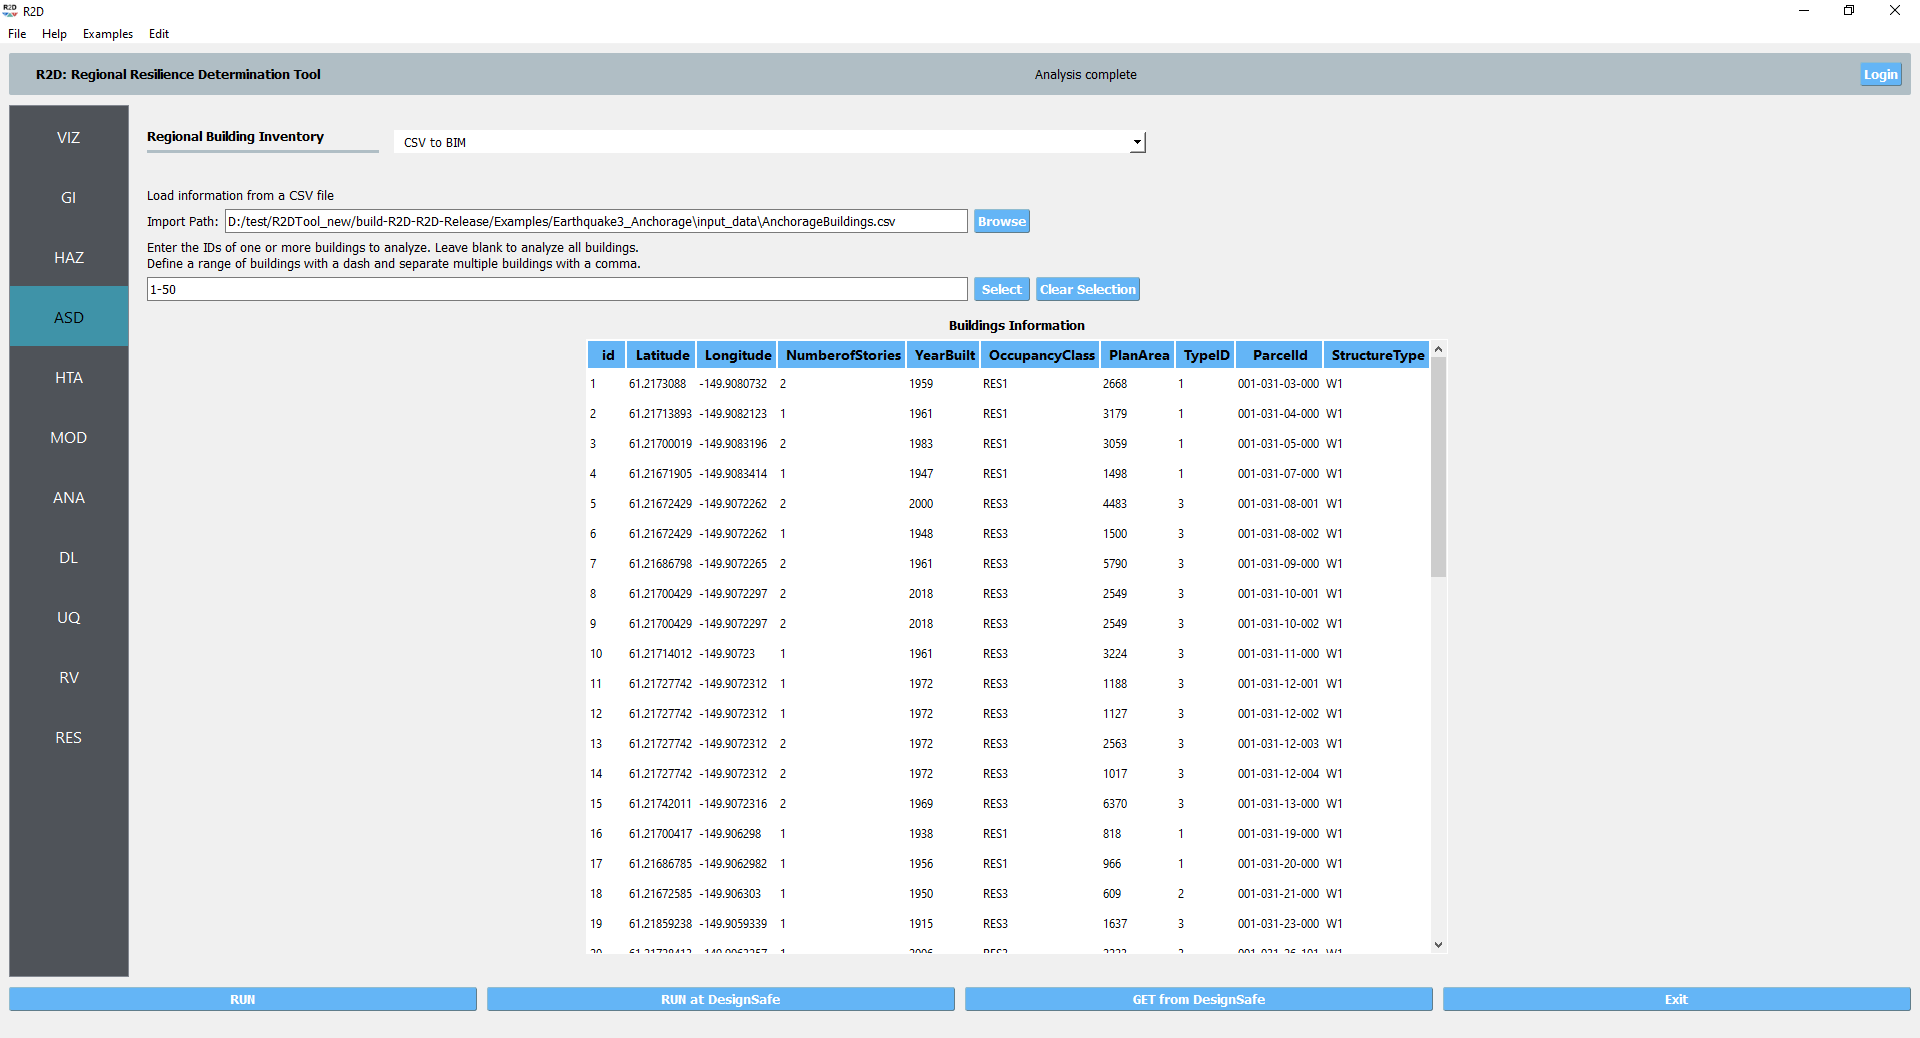 R2D
File Help Examples Edit
R2D: Regional Resilience Determination Tool Analysis complete Login
VIZ
GI
HAZ
ASD
HTA
MOD
ANA
DL
UQ
RV
RES
Regional Building Inventory CSV to BIM
Load information from a CSV file
Import Path: D:/test/R2DTool_new/build-R2D-R2D-Release/Examples/Earthquake3_Anchorage\input_data\AnchorageBuildings.csv Browse
Enter the IDs of one or more buildings to analyze. Leave blank to analyze all buildings.
Define a range of buildings with a dash and separate multiple buildings with a comma.
1-50 Select Clear Selection
Buildings Information
id Latitude Longitude NumberofStories YearBuilt OccupancyClass PlanArea TypeID ParcelId StructureType
1 61.2173088 -149.9080732 2 1959 RES1 2668 1 001-031-03-000 W1
2 61.21713893 -149.9082123 1 1961 RES1 3179 1 001-031-04-000 W1
3 61.21700019 -149.9083196 2 1983 RES1 3059 1 001-031-05-000 W1
4 61.21671905 -149.9083414 1 1947 RES1 1498 1 001-031-07-000 W1
5 61.21672429 -149.9072262 2 2000 RES3 4483 3 001-031-08-001 W1
6 61.21672429 -149.9072262 1 1948 RES3 1500 3 001-031-08-002 W1
7 61.21686798 -149.9072265 2 1961 RES3 5790 3 001-031-09-000 W1
8 61.21700429 -149.9072297 2 2018 RES3 2549 3 001-031-10-001 W1
9 61.21700429 -149.9072297 2 2018 RES3 2549 3 001-031-10-002 W1
10 61.21714012 -149.90723 1 1961 RES3 3224 3 001-031-11-000 W1
11 61.21727742 -149.9072312 1 1972 RES3 1188 3 001-031-12-001 W1
12 61.21727742 -149.9072312 1 1972 RES3 1127 3 001-031-12-002 W1
13 61.21727742 -149.9072312 2 1972 RES3 2563 3 001-031-12-003 W1
14 61.21727742 -149.9072312 2 1972 RES3 1017 3 001-031-12-004 W1
15 61.21742011 -149.9072316 2 1969 RES3 6370 3 001-031-13-000 W1
16 61.21700417 -149.906298 1 1938 RES1 818 1 001-031-19-000 W1
17 61.21686785 -149.9062982 1 1956 RES1 966 1 001-031-20-000 W1
18 61.21672585 -149.906303 1 1950 RES3 609 2 001-031-21-000 W1
19 61.21859238 -149.9059339 1 1915 RES3 1637 3 001-031-23-000 W1
RUN RUN at DesignSafe GET from DesignSafe Exit